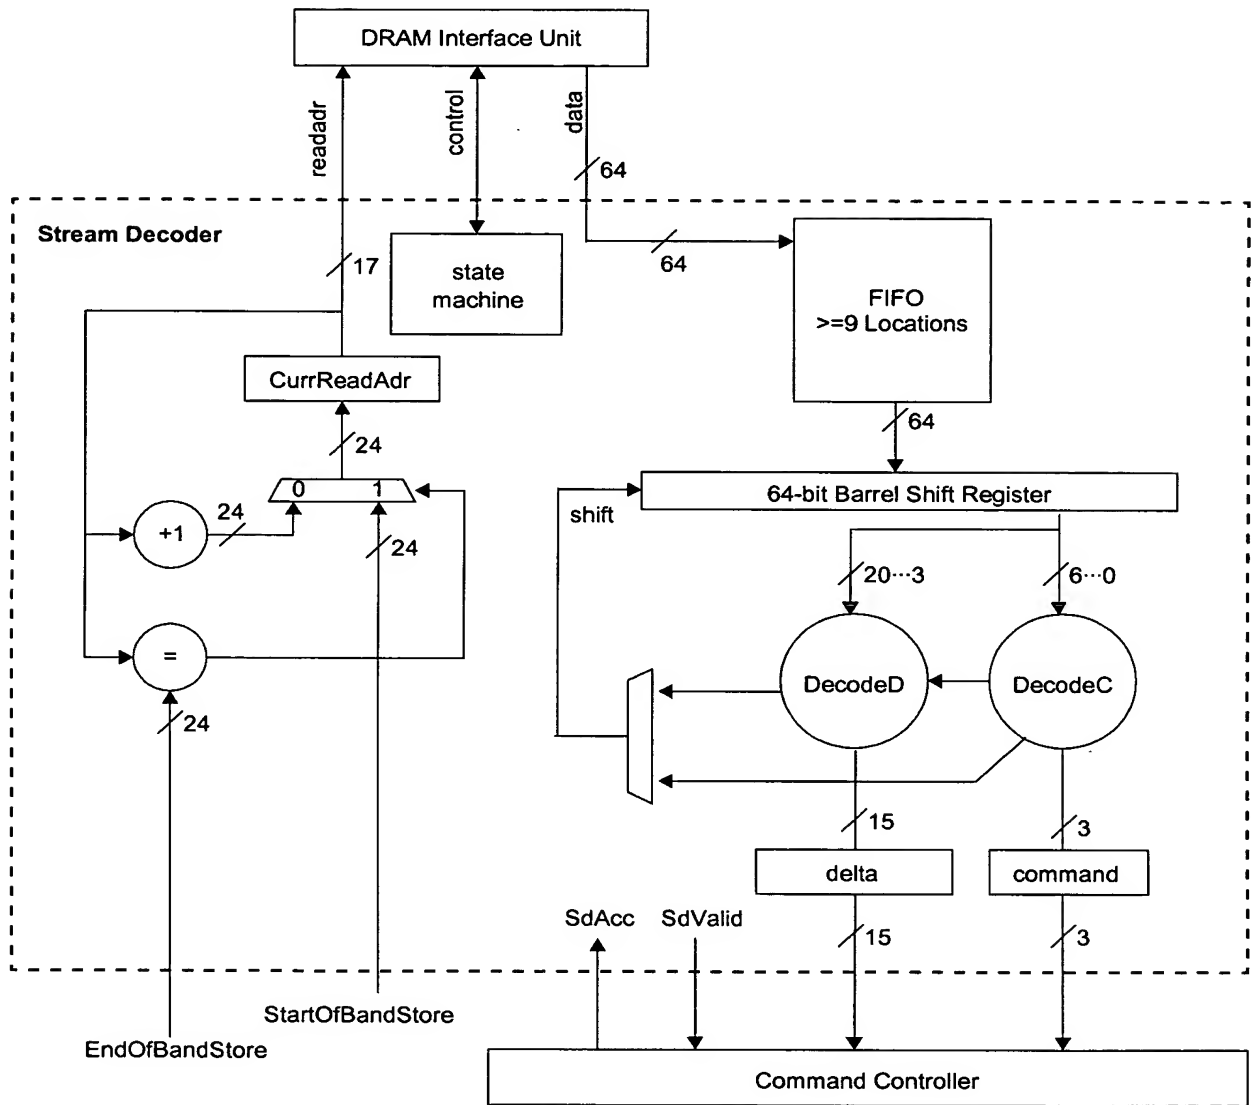 DRAM Interface Unit
readadr
control
data
64
Stream Decoder
17
state
machine
64
FIFO
>=9 Locations
CurrReadAdr
24
64
0 1
64-bit Barrel Shift Register
shift
+1
24
24
20···3
6···0
=
DecodeD
DecodeC
24
15
3
delta
command
SdAcc
SdValid
15
3
StartOfBandStore
EndOfBandStore
Command Controller